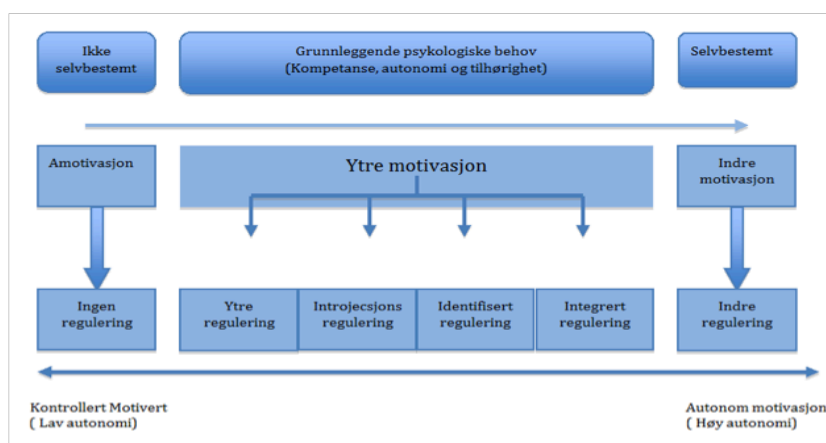 Ikke
selvbestemt
Grunnleggende psykologiske behov
(Kompetanse, autonomi og tilhørighet)
Selvbestemt
Amotivasjon
Ytre motivasjon
Indre
motivasjon
Ingen
regulering
Ytre
regulering
Introjecsjons
regulering
Identifisert
regulering
Integrert
regulering
Indre
regulering
Kontrollert Motivert
( Lav autonomi)
Autonom motivasjon
( Høy autonomi)